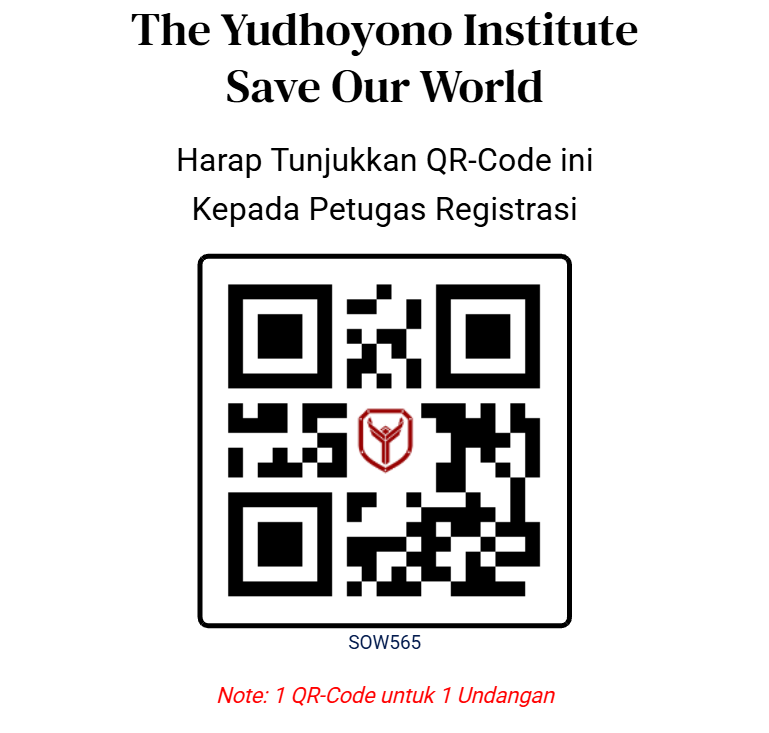 The Yudhoyono Institute
Save Our World
Harap Tunjukkan QR-Code ini
Kepada Petugas Registrasi
SOW565
Note: 1 QR-Code untuk 1 Undangan